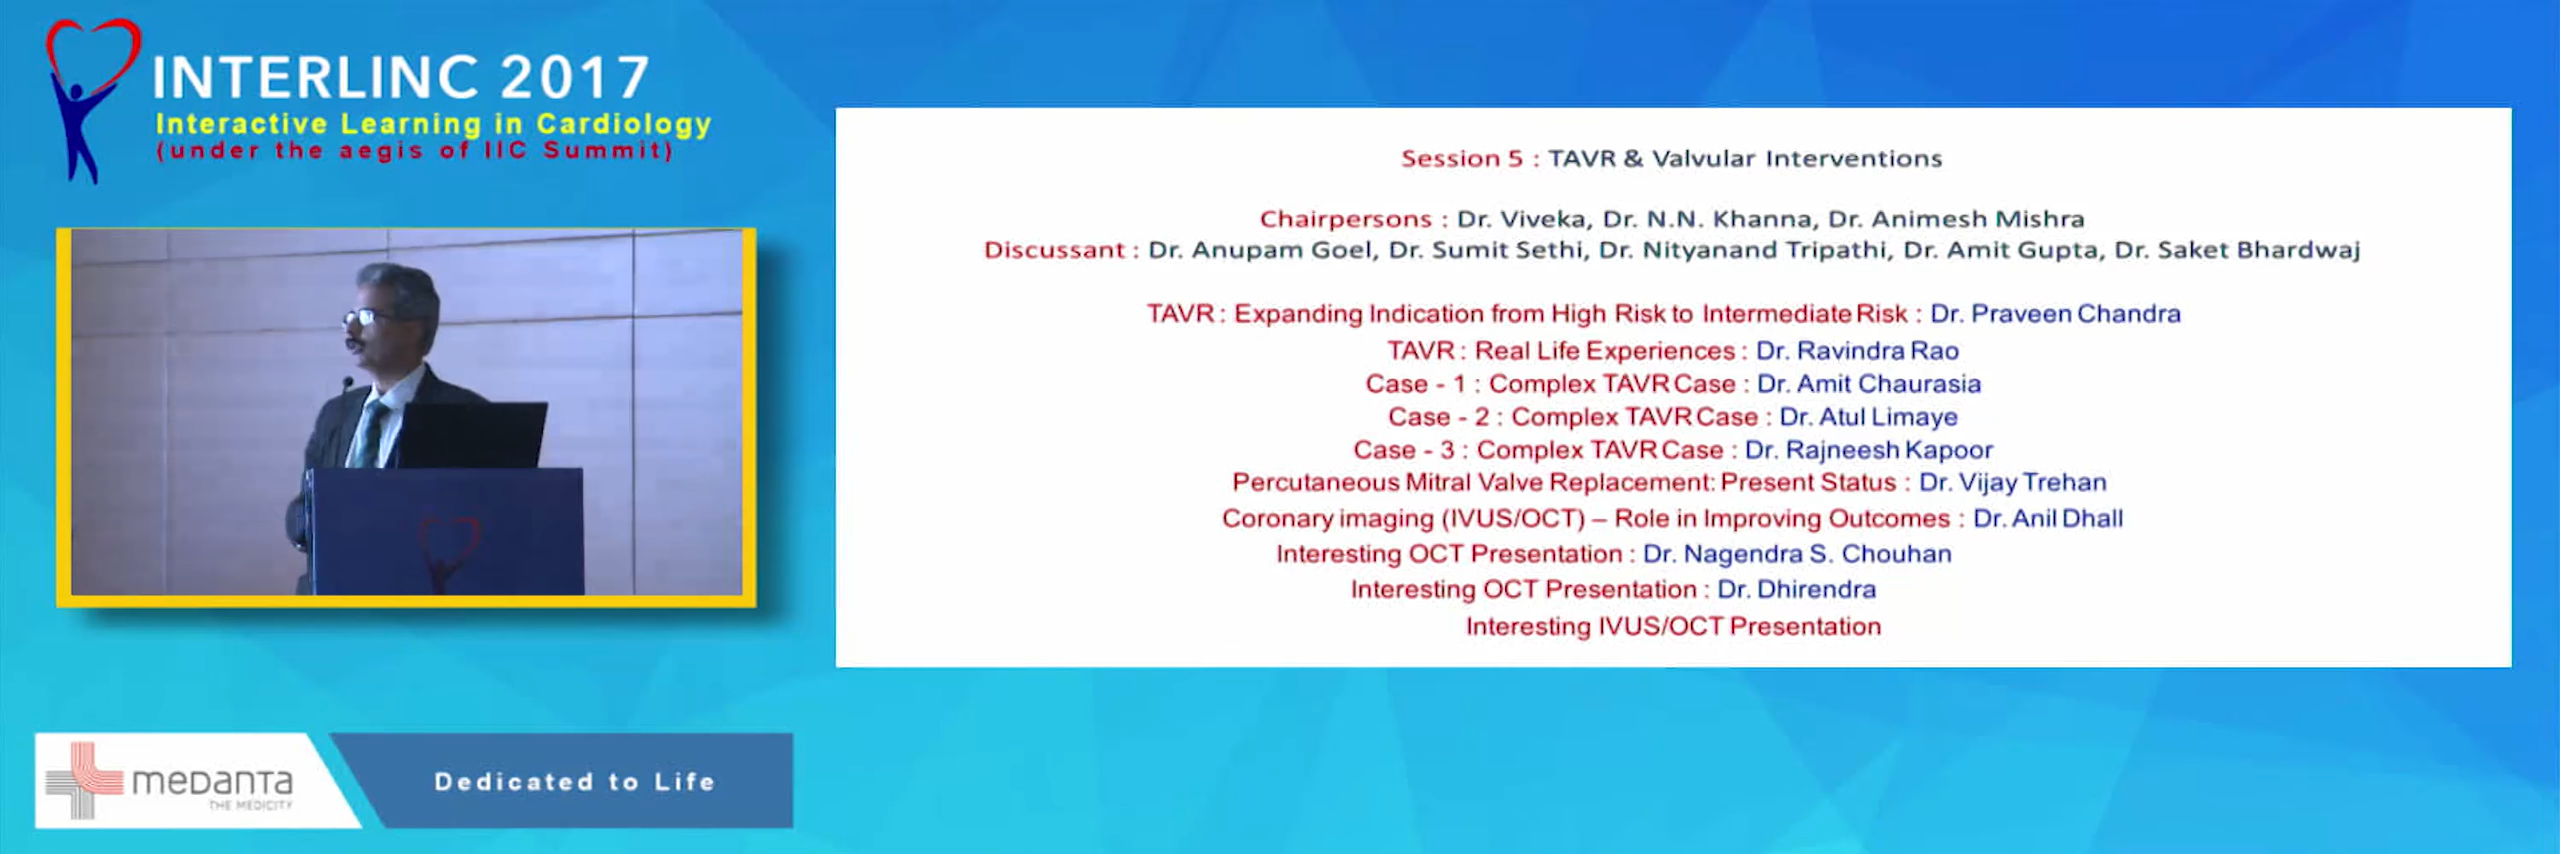 INTERLINC 2017
Interactive Learning in Cardiology
(under the aegis of IIC Summit)
Session 5 : TAVR & Valvular Interventions
Chairpersons : Dr. Viveka, Dr. N.N. Khanna, Dr. Animesh Mishra
Discussant : Dr. Anupam Goel, Dr. Sumit Sethi, Dr. Nityanand Tripathi, Dr. Amit Gupta, Dr. Saket Bhardwaj
TAVR : Expanding Indication from High Risk to Intermediate Risk : Dr. Praveen Chandra
TAVR : Real Life Experiences : Dr. Ravindra Rao
Case - 1 : Complex TAVR Case : Dr. Amit Chaurasia
Case - 2 : Complex TAVR Case : Dr. Atul Limaye
Case - 3 : Complex TAVR Case : Dr. Rajneesh Kapoor
Percutaneous Mitral Valve Replacement: Present Status : Dr. Vijay Trehan
Coronary imaging (IVUS/OCT) – Role in Improving Outcomes : Dr. Anil Dhall
Interesting OCT Presentation : Dr. Nagendra S. Chouhan
Interesting OCT Presentation : Dr. Dhirendra
Interesting IVUS/OCT Presentation
meDanTa
THE MEDICITY
Dedicated to Life